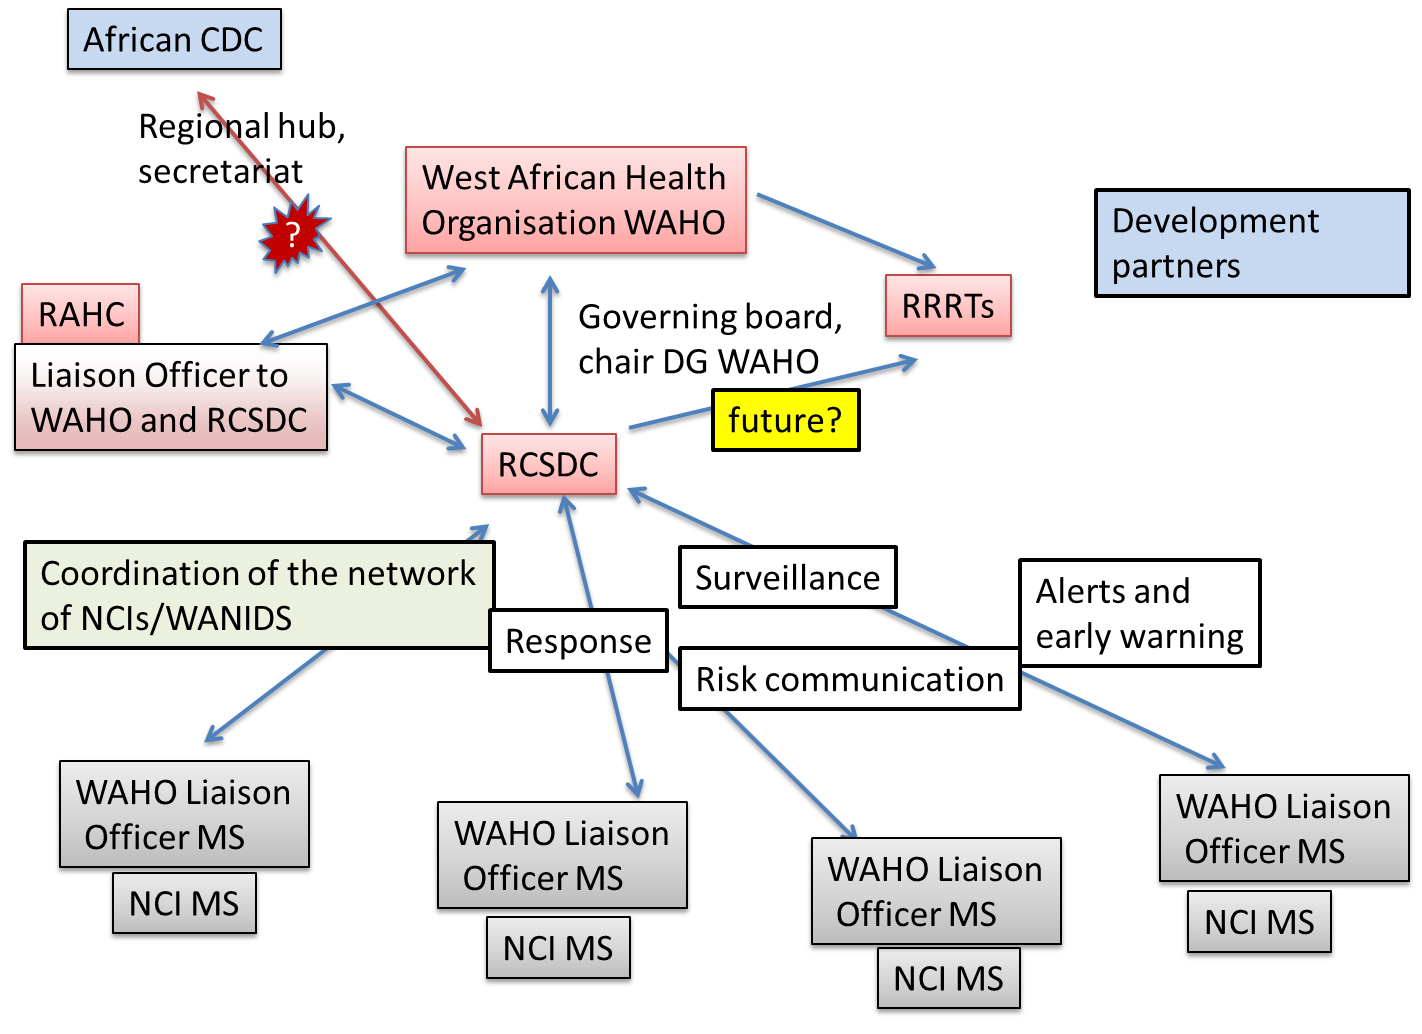 African CDC
Regional hub,
secretariat
?
West African Health
Organisation WAHO
Development
partners
RAHC
RRRTs
Liaison Officer to
WAHO and RCSDC
Governing board,
chair DG WAHO
future?
RCSDC
Coordination of the network
of NCIs/WANIDS
Surveillance
Response
Alerts and
early warning
Risk communication
WAHO Liaison
Officer MS
NCI MS
WAHO Liaison
Officer MS
NCI MS
WAHO Liaison
Officer MS
NCI MS
WAHO Liaison
Officer MS
NCI MS